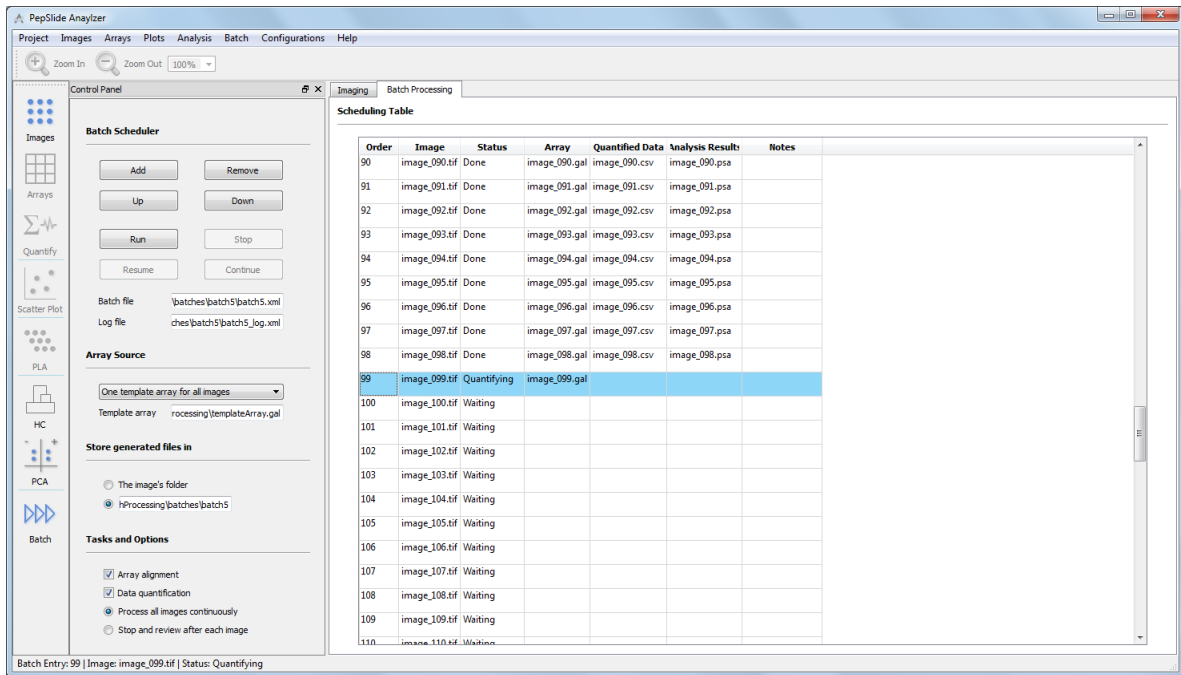 PepSlide Anaylzer
Project Images Arrays Plots Analysis Batch Configurations Help
Zoom In Zoom Out 100%
Control Panel
Imaging Batch Processing
Images
Arrays
Quantify
Scatter Plot
PLA
HC
PCA
Batch
Batch Scheduler
Add Remove
Up Down
Run Stop
Resume Continue
Batch file \batches\batch5\batch5.xml
Log file ches\batch5\batch5_log.xml
Array Source
One template array for all images
Template array rocessing\templateArray.gal
Store generated files in
The image's folder
hProcessing\batches\batch5
Tasks and Options
Array alignment
Data quantification
Process all images continuously
Stop and review after each image
Scheduling Table
Order Image Status Array Quantified Data Analysis Results Notes
90 image_090.tif Done image_090.gal image_090.csv image_090.psa
91 image_091.tif Done image_091.gal image_091.csv image_091.psa
92 image_092.tif Done image_092.gal image_092.csv image_092.psa
93 image_093.tif Done image_093.gal image_093.csv image_093.psa
94 image_094.tif Done image_094.gal image_094.csv image_094.psa
95 image_095.tif Done image_095.gal image_095.csv image_095.psa
96 image_096.tif Done image_096.gal image_096.csv image_096.psa
97 image_097.tif Done image_097.gal image_097.csv image_097.psa
98 image_098.tif Done image_098.gal image_098.csv image_098.psa
99 image_099.tif Quantifying image_099.gal
100 image_100.tif Waiting
101 image_101.tif Waiting
102 image_102.tif Waiting
103 image_103.tif Waiting
104 image_104.tif Waiting
105 image_105.tif Waiting
106 image_106.tif Waiting
107 image_107.tif Waiting
108 image_108.tif Waiting
109 image_109.tif Waiting
110 image_110.tif Waiting
Batch Entry: 99 | Image: image_099.tif | Status: Quantifying